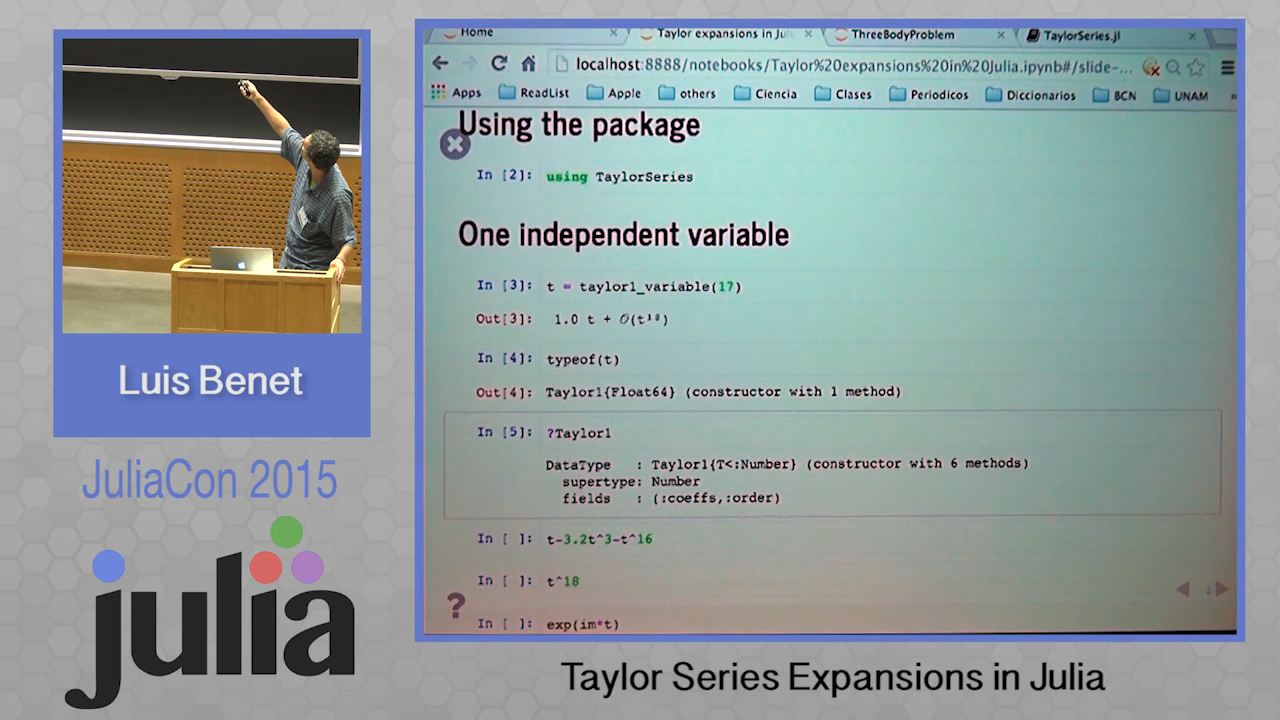 Home
Taylor expansions in Juli
ThreeBodyProblem
TaylorSeries.jl
localhost:8888/notebooks/Taylor%20expansions%20in%20Julia.ipynb#/slide-...
Apps ReadList Apple others Ciencia Clases Periodicos Diccionarios BCN UNAM »
Using the package
In [2]: using TaylorSeries
One independent variable
In [3]: t = taylor1_variable(17)
Out[3]: 1.0 t + 𝒪(t¹⁸)
In [4]: typeof(t)
Out[4]: Taylor1{Float64} (constructor with 1 method)
In [5]: ?Taylor1
DataType : Taylor1{T<:Number} (constructor with 6 methods)
supertype: Number
fields : (:coeffs,:order)
In [ ]: t-3.2t^3-t^16
In [ ]: t^18
In [ ]: exp(im*t)
?
Luis Benet
JuliaCon 2015
julia
Taylor Series Expansions in Julia